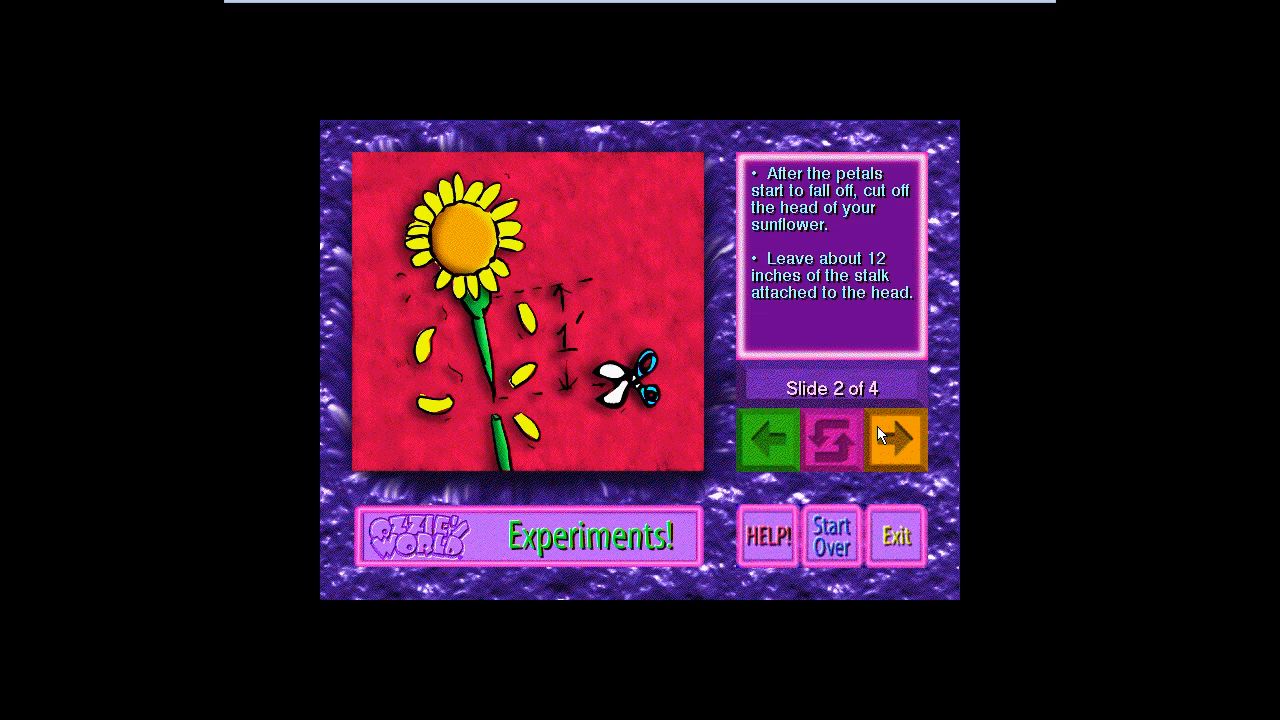 • After the petals
start to fall off, cut off
the head of your
sunflower.
• Leave about 12
inches of the stalk
attached to the head.
1
Slide 2 of 4
OZZIE'S
WORLD
Experiments!
HELP!
Start
Over
Exit